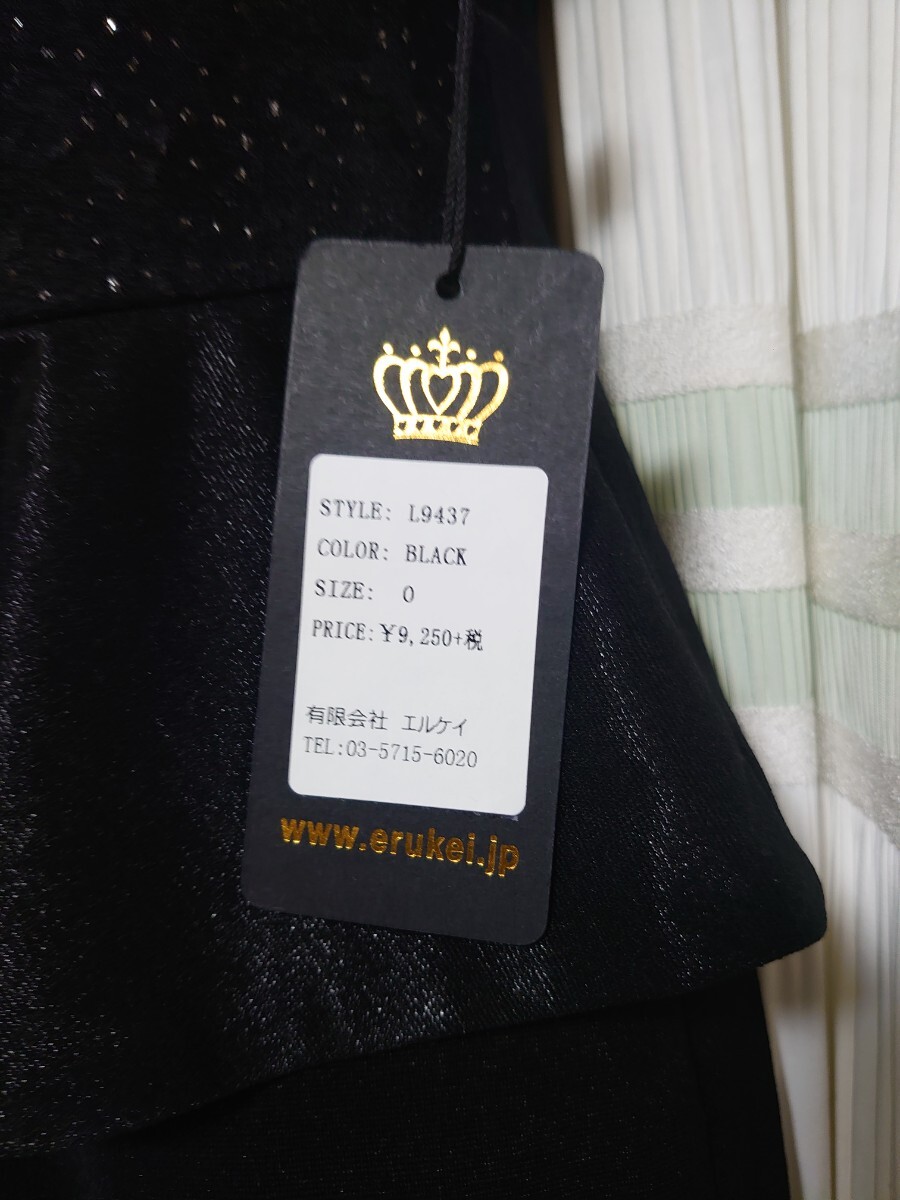 STYLE: L9437
COLOR: BLACK
SIZE: 0
PRICE:￥9,250+税
有限会社 エルケイ
TEL:03-5715-6020
www.erukei.jp